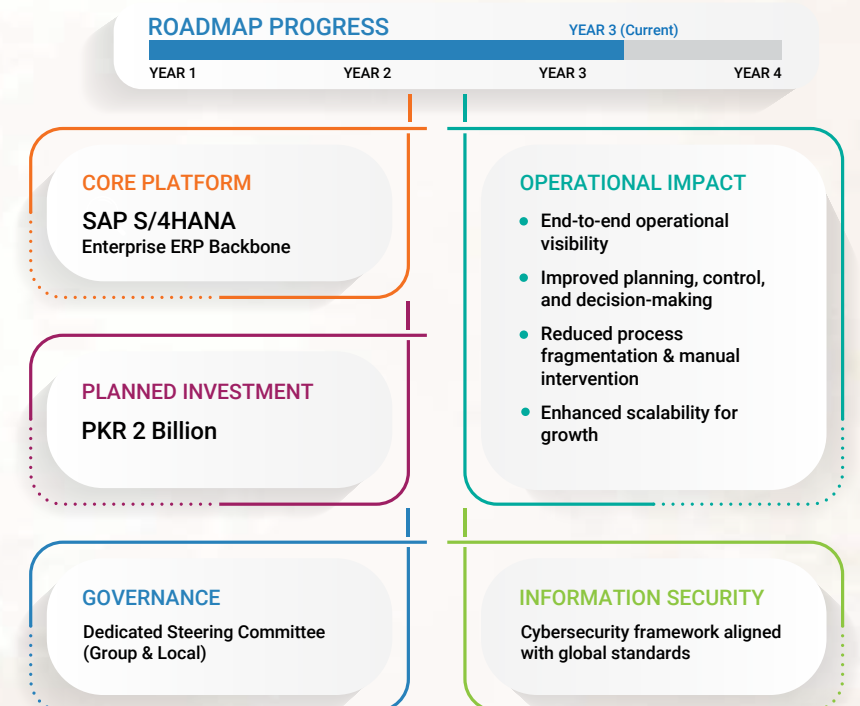 ROADMAP PROGRESS
YEAR 3 (Current)
YEAR 1
YEAR 2
YEAR 3
YEAR 4
CORE PLATFORM
SAP S/4HANA
Enterprise ERP Backbone
PLANNED INVESTMENT
PKR 2 Billion
GOVERNANCE
Dedicated Steering Committee
(Group & Local)
OPERATIONAL IMPACT
• End-to-end operational
visibility
• Improved planning, control,
and decision-making
• Reduced process
fragmentation & manual
intervention
• Enhanced scalability for
growth
INFORMATION SECURITY
Cybersecurity framework aligned
with global standards